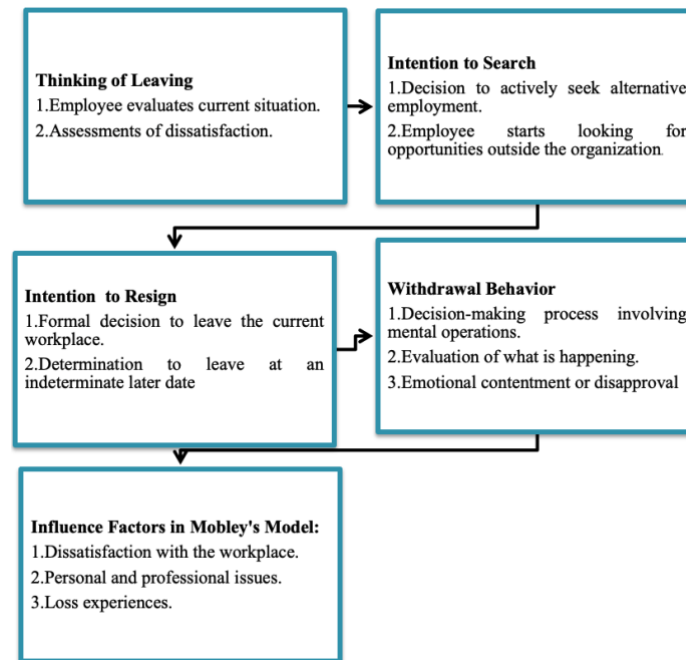 Thinking of Leaving
1.Employee evaluates current situation.
2.Assessments of dissatisfaction.
Intention to Search
1.Decision to actively seek alternative
employment.
2.Employee starts looking for
opportunities outside the organization.
Intention to Resign
1.Formal decision to leave the current
workplace.
2.Determination to leave at an
indeterminate later date
Withdrawal Behavior
1.Decision-making process involving
mental operations.
2.Evaluation of what is happening.
3.Emotional contentment or disapproval
Influence Factors in Mobley's Model:
1.Dissatisfaction with the workplace.
2.Personal and professional issues.
3.Loss experiences.